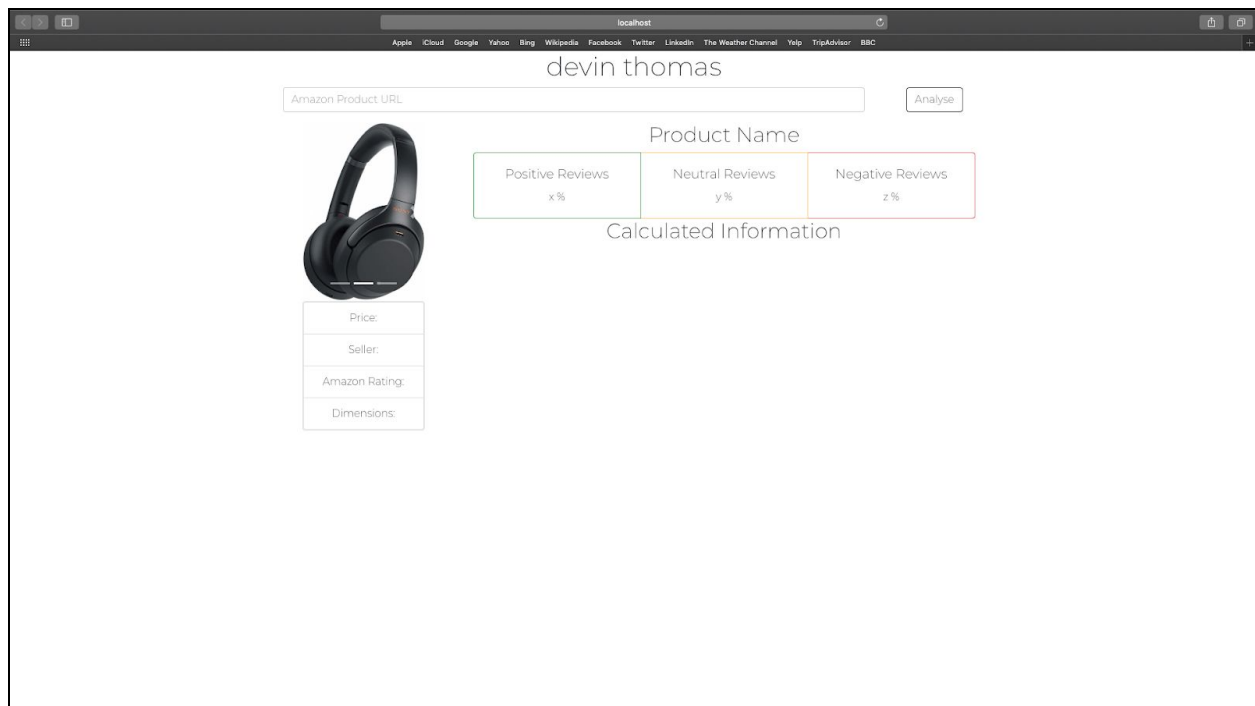 localhost
Apple iCloud Google Yahoo Bing Wikipedia Facebook Twitter LinkedIn The Weather Channel Yelp TripAdvisor BBC
devin thomas
Amazon Product URL
Analyse
Product Name
Positive Reviews
x %
Neutral Reviews
y %
Negative Reviews
z %
Calculated Information
Price:
Seller:
Amazon Rating:
Dimensions: